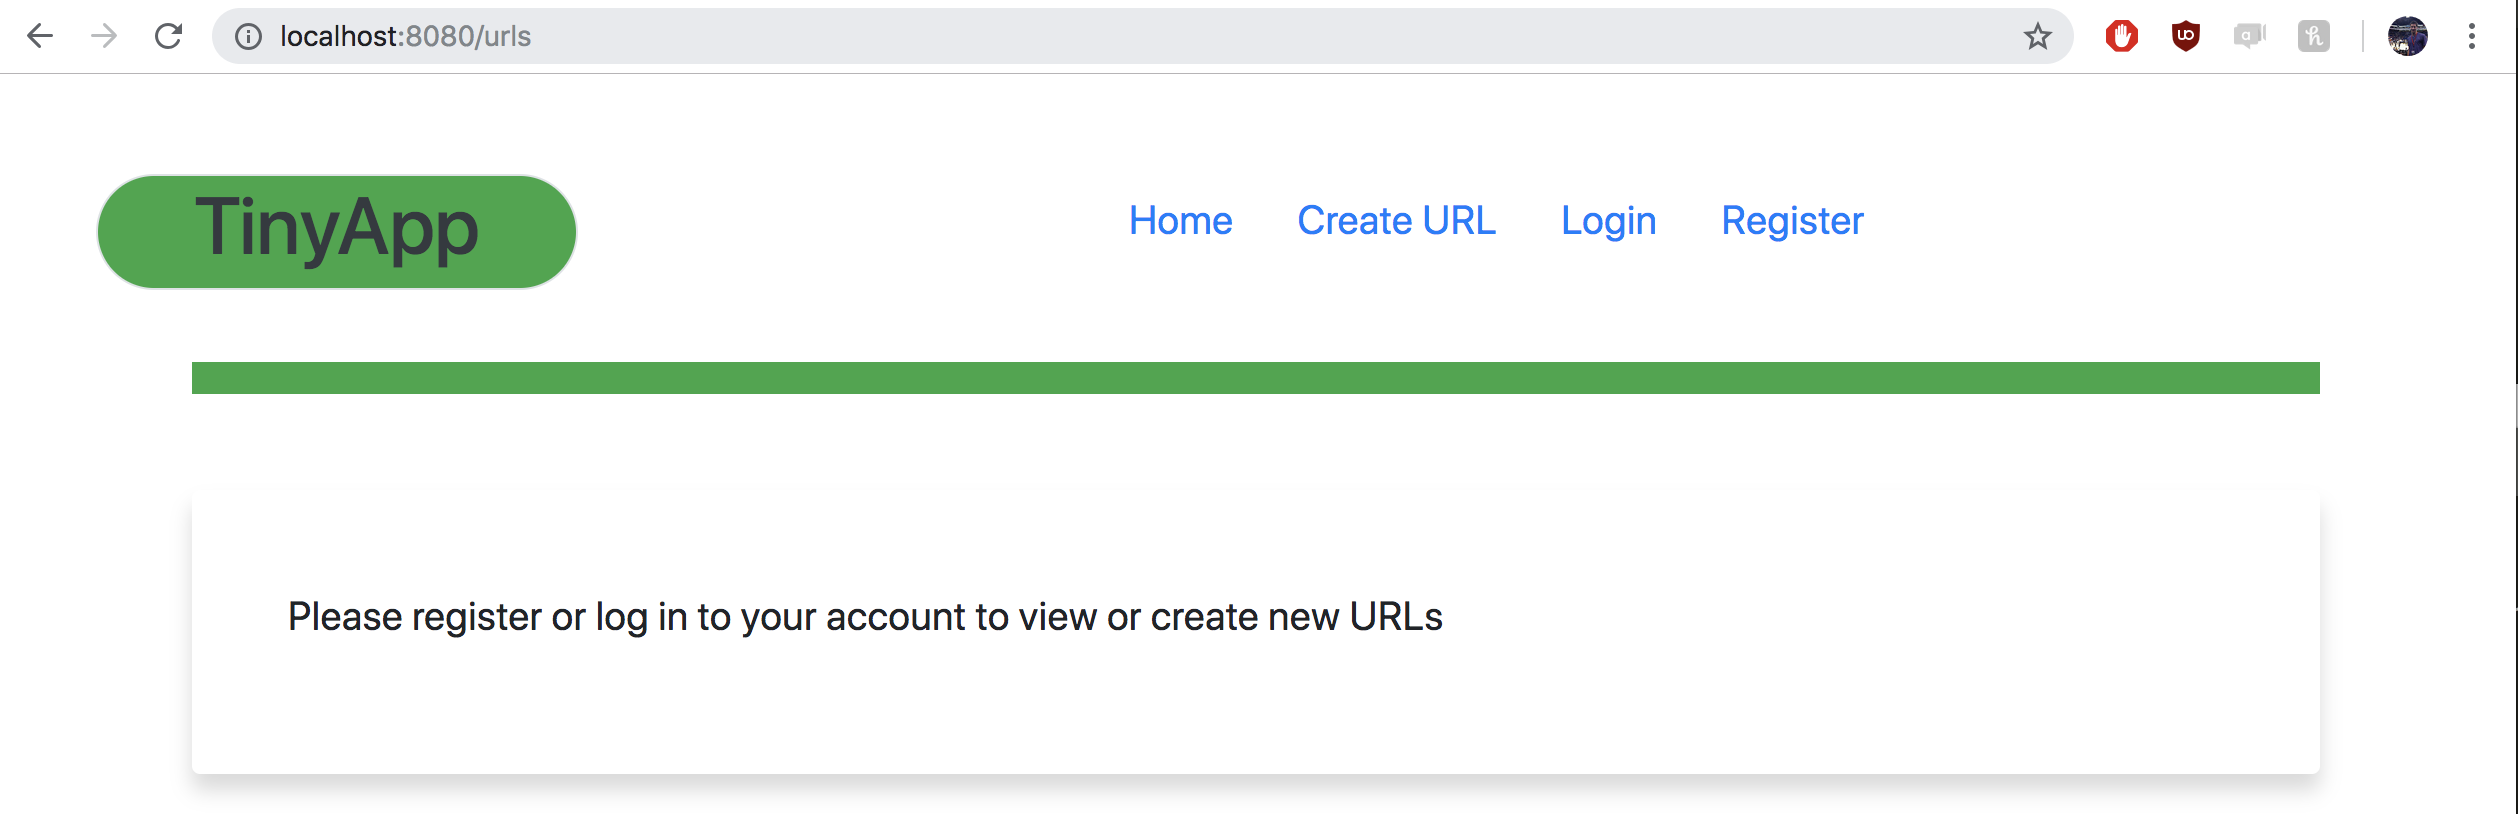 localhost:8080/urls
TinyApp
Home Create URL Login Register
Please register or log in to your account to view or create new URLs